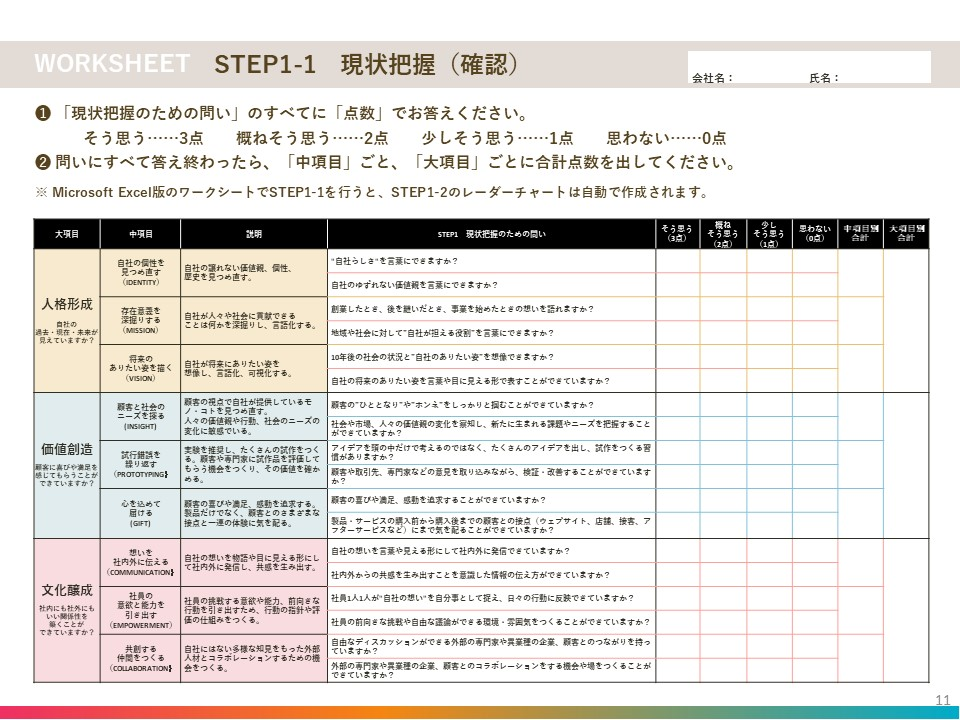 WORKSHEET STEP1-1 現状把握（確認）
会社名： 氏名：
❶ 「現状把握のための問い」のすべてに「点数」でお答えください。
そう思う……3点 概ねそう思う……2点 少しそう思う……1点 思わない……0点
❷ 問いにすべて答え終わったら、「中項目」ごと、「大項目」ごとに合計点数を出してください。
※ Microsoft Excel版のワークシートでSTEP1-1を行うと、STEP1-2のレーダーチャートは自動で作成されます。
大項目
中項目
説明
STEP1 現状把握のための問い
そう思う
（3点）
概ね
そう思う
（2点）
少し
そう思う
（1点）
思わない
（0点）
中項目別
合計
大項目別
合計
人格形成
自社の
過去・現在・未来が
見えていますか？
自社の個性を
見つめ直す
（IDENTITY）
自社の譲れない価値観、個性、
歴史を見つめ直す。
"自社らしさ"を言葉にできますか？
自社のゆずれない価値観を言葉にできますか？
存在意義を
深掘りする
（MISSION）
自社が人々や社会に貢献できる
ことは何かを深掘りし、言語化する。
創業したとき、後を継いだとき、事業を始めたときの想いを語れますか？
地域や社会に対して"自社が担える役割"を言葉にできますか？
将来の
ありたい姿を描く
（VISION）
自社が将来にありたい姿を
想像し、言語化、可視化する。
10年後の社会の状況と"自社のありたい姿"を想像できますか？
自社の将来のありたい姿を言葉や目に見える形で表すことができていますか？
価値創造
顧客に喜びや満足を
感じてもらうことが
できていますか？
顧客と社会の
ニーズを探る
(INSIGHT)
顧客の視点で自社が提供しているモ
ノ・コトを見つめ直す。
人々の価値観や行動、社会のニーズの
変化に敏感でいる。
顧客の"ひととなり"や"ホンネ"をしっかりと掴むことができていますか？
社会や市場、人々の価値観の変化を察知し、新たに生まれる課題やニーズを把握すること
ができていますか？
試行錯誤を
繰り返す
（PROTOTYPING）
実験を推奨し、たくさんの試作をつく
る。顧客や専門家に試作品を評価して
もらう機会をつくり、その価値を確か
める。
アイデアを頭の中だけで考えるのではなく、たくさんのアイデアを出し、試作をつくる習
慣がありますか？
顧客や取引先、専門家などの意見を取り込みながら、検証・改善することができています
か？
心を込めて
届ける
(GIFT)
顧客の喜びや満足、感動を追求する。
製品だけでなく、顧客とのさまざまな
接点と一連の体験に気を配る。
顧客の喜びや満足、感動を追求することができていますか？
製品・サービスの購入前から購入後までの顧客との接点（ウェブサイト、店舗、接客、ア
フターサービスなど）にまで気を配ることができていますか？
文化醸成
社内にも社外にも
いい関係性を
築くことが
できていますか？
想いを
社内外に伝える
（COMMUNICATION）
自社の想いを物語や目に見える形にし
て社内外に発信し、共感を生み出す。
自社の想いを言葉や見える形にして社内外に発信できていますか？
社内外からの共感を生み出すことを意識した情報の伝え方ができていますか？
社員の
意欲と能力を
引き出す
（EMPOWERMENT）
社員の挑戦する意欲や能力、前向きな
行動を引き出すため、行動の指針や評
価の仕組みをつくる。
社員1人1人が"自社の想い"を自分事として捉え、日々の行動に反映できていますか？
社員の前向きな挑戦や自由な議論ができる環境・雰囲気をつくることができていますか？
共創する
仲間をつくる
（COLLABORATION）
自社にはない多様な知見をもった外部
人材とコラボレーションするための機
会をつくる。
自由なディスカッションができる外部の専門家や異業種の企業、顧客とのつながりを持っ
ていますか？
外部の専門家や異業種の企業、顧客とのコラボレーションをする機会や場をつくることが
できていますか？
11